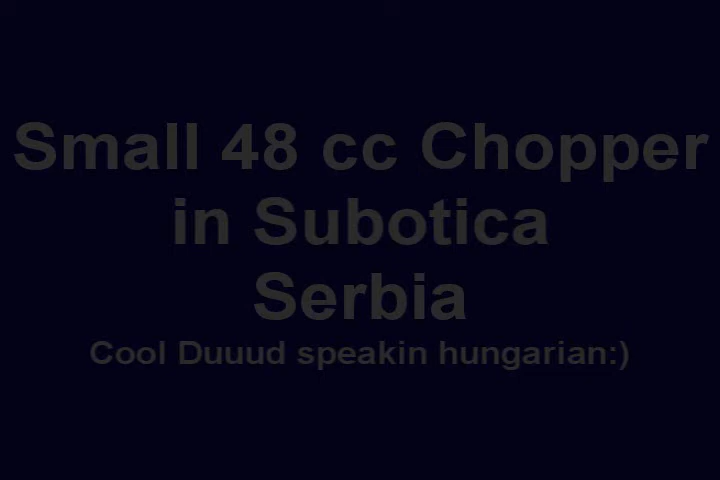 Small 48 cc Chopper
in Subotica
Serbia
Cool Duuud speakin hungarian:)